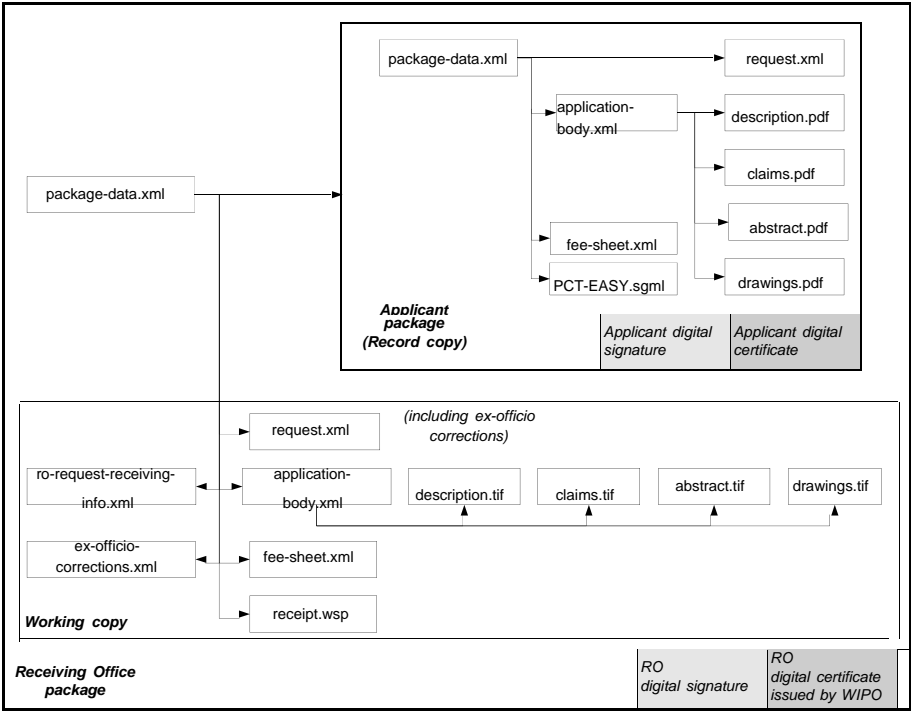 package-data.xml
request.xml
application-
body.xml
description.pdf
claims.pdf
abstract.pdf
fee-sheet.xml
PCT-EASY.sgml
drawings.pdf
Applicant
package
(Record copy)
Applicant digital
signature
Applicant digital
certificate
package-data.xml
request.xml
(including ex-officio
corrections)
ro-request-receiving-
info.xml
application-
body.xml
description.tif
claims.tif
abstract.tif
drawings.tif
ex-officio-
corrections.xml
fee-sheet.xml
receipt.wsp
Working copy
Receiving Office
package
RO
digital signature
RO
digital certificate
issued by WIPO